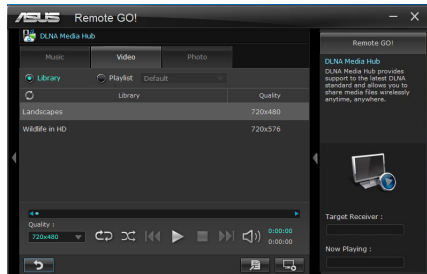 ASUS Remote GO!
DLNA Media Hub
Music Video Photo
Library Playlist Default
Library Quality
Landscapes 720x480
Wildlife in HD 720x576
Quality :
720x480
0:00:00
0:00:00
Remote GO!
DLNA Media Hub
DLNA Media Hub provides
support to the latest DLNA
standard and allows you to
share media files wirelessly
anytime, anywhere.
Target Receiver :
Now Playing :